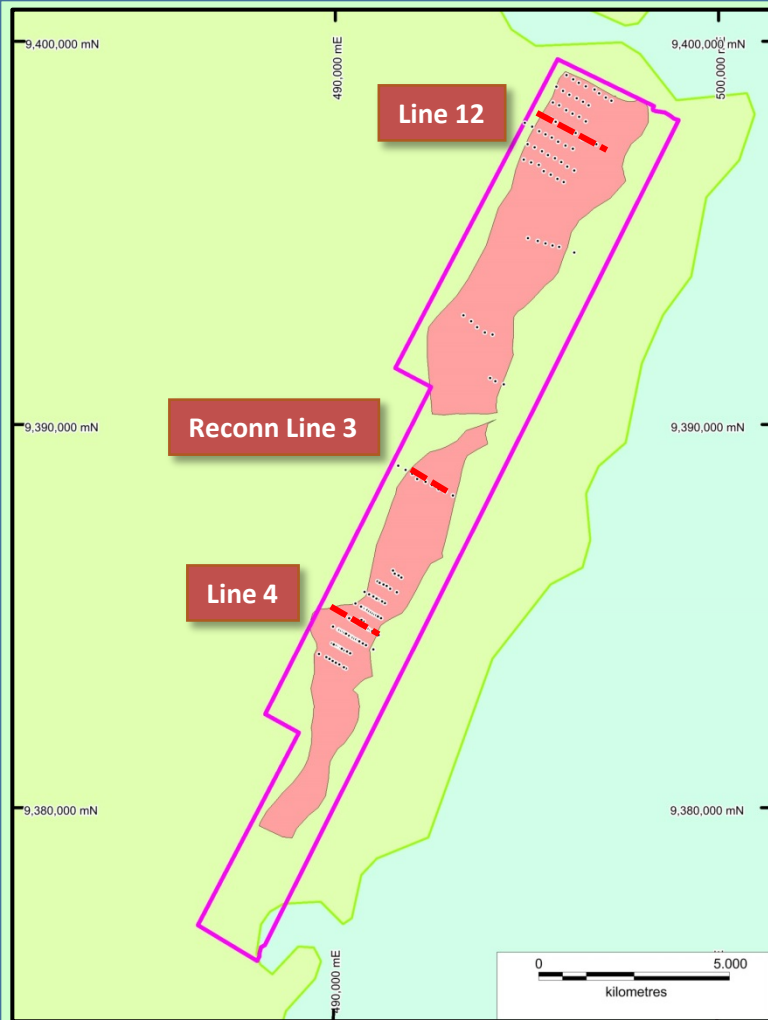 9,400,000 mN
490,000 mE
9,400,000 mN
500,000 mE
Line 12
Reconn Line 3
9,390,000 mN
9,390,000 mN
Line 4
9,380,000 mN
9,380,000 mN
490,000 mE
0 5.000
kilometres